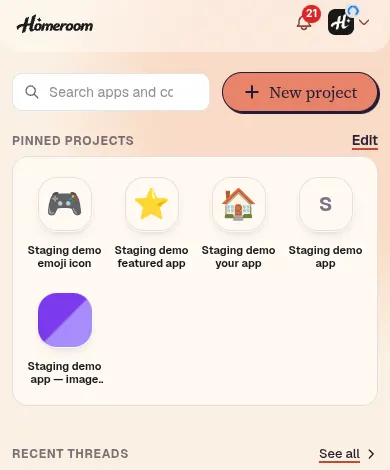 Homeroom
21
H
Search apps and cc
+ New project
PINNED PROJECTS
Edit
Staging demo
emoji icon
Staging demo
featured app
Staging demo
your app
S
Staging demo
app
Staging demo
app — image..
RECENT THREADS
See all